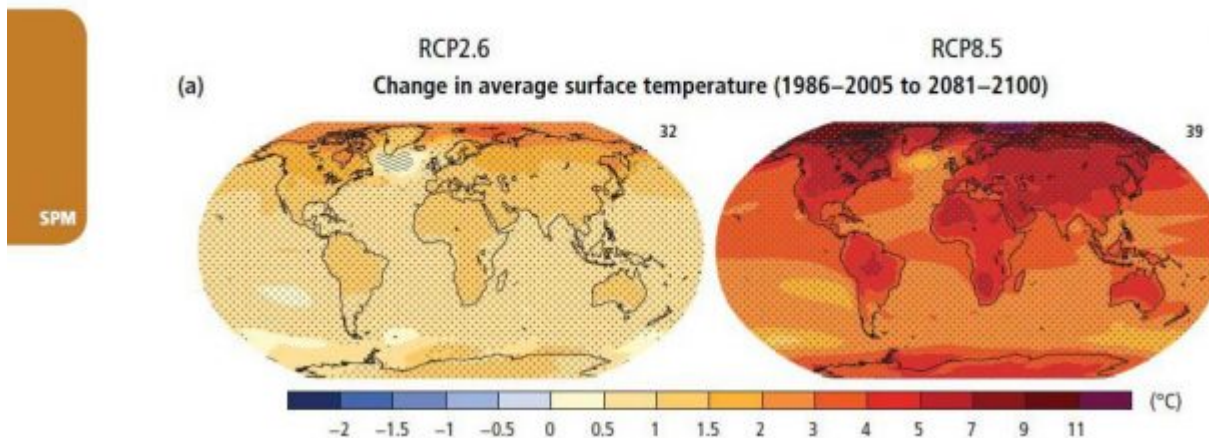 RCP2.6 RCP8.5
(a) Change in average surface temperature (1986–2005 to 2081–2100)
32 39
SPM
(°C)
−2 −1.5 −1 −0.5 0 0.5 1 1.5 2 3 4 5 7 9 11